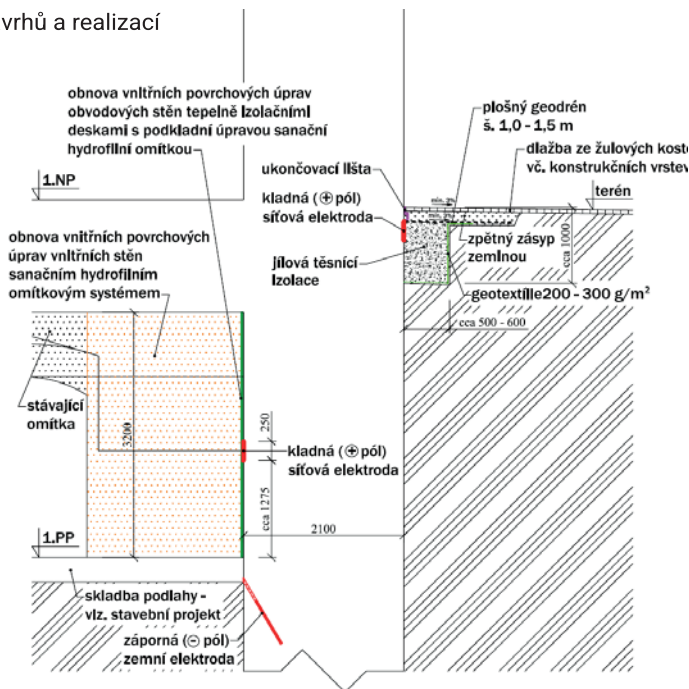 vrhů a realizací
obnova vnitřních povrchových úprav
obvodových stěn tepelně izolačními
deskami s podkladní úpravou sanační
hydrofilní omítkou
1.NP
obnova vnitřních povrchových
úprav vnitřních stěn
sanačním hydrofilním
omítkovým systémem
stávající
omítka
3200
250
cca 1275
kladná (⊕ pól)
síťová elektroda
2100
1.PP
skladba podlahy -
viz. stavební projekt
záporná (⊖ pól)
zemní elektroda
ukončovací lišta
kladná (⊕ pól)
síťová elektroda
jílová těsnící
izolace
plošný geodrén
š. 1,0 - 1,5 m
dlažba ze žulových koste
vč. konstrukčních vrstev
terén
zpětný zásyp
zemlnou
cca 1000
geotextílie200 - 300 g/m²
cca 500 - 600